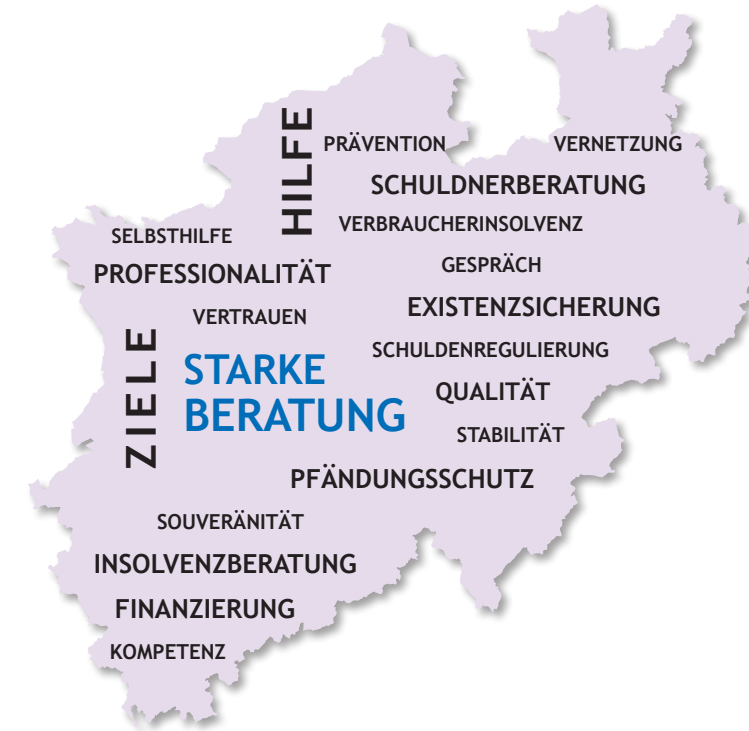 HILFE
PRÄVENTION
VERNETZUNG
SCHULDNERBERATUNG
VERBRAUCHERINSOLVENZ
SELBSTHILFE
GESPRÄCH
PROFESSIONALITÄT
EXISTENZSICHERUNG
VERTRAUEN
ZIELE
SCHULDENREGULIERUNG
STARKE
BERATUNG
QUALITÄT
STABILITÄT
PFÄNDUNGSSCHUTZ
SOUVERÄNITÄT
INSOLVENZBERATUNG
FINANZIERUNG
KOMPETENZ